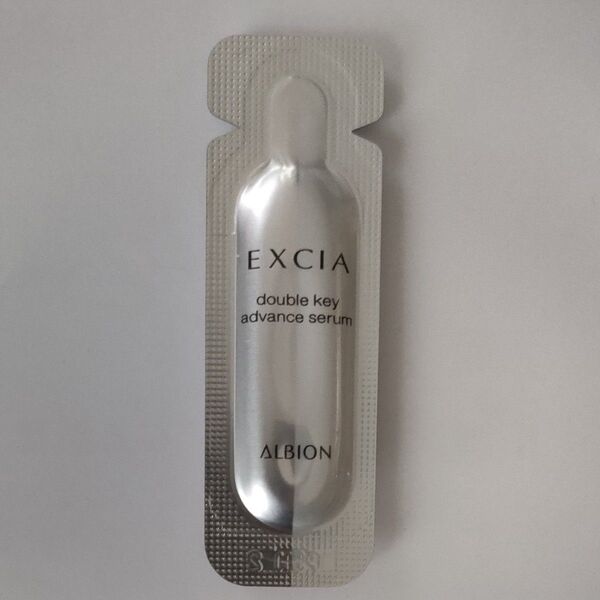 EXCIA
double key
advance serum
ALBION